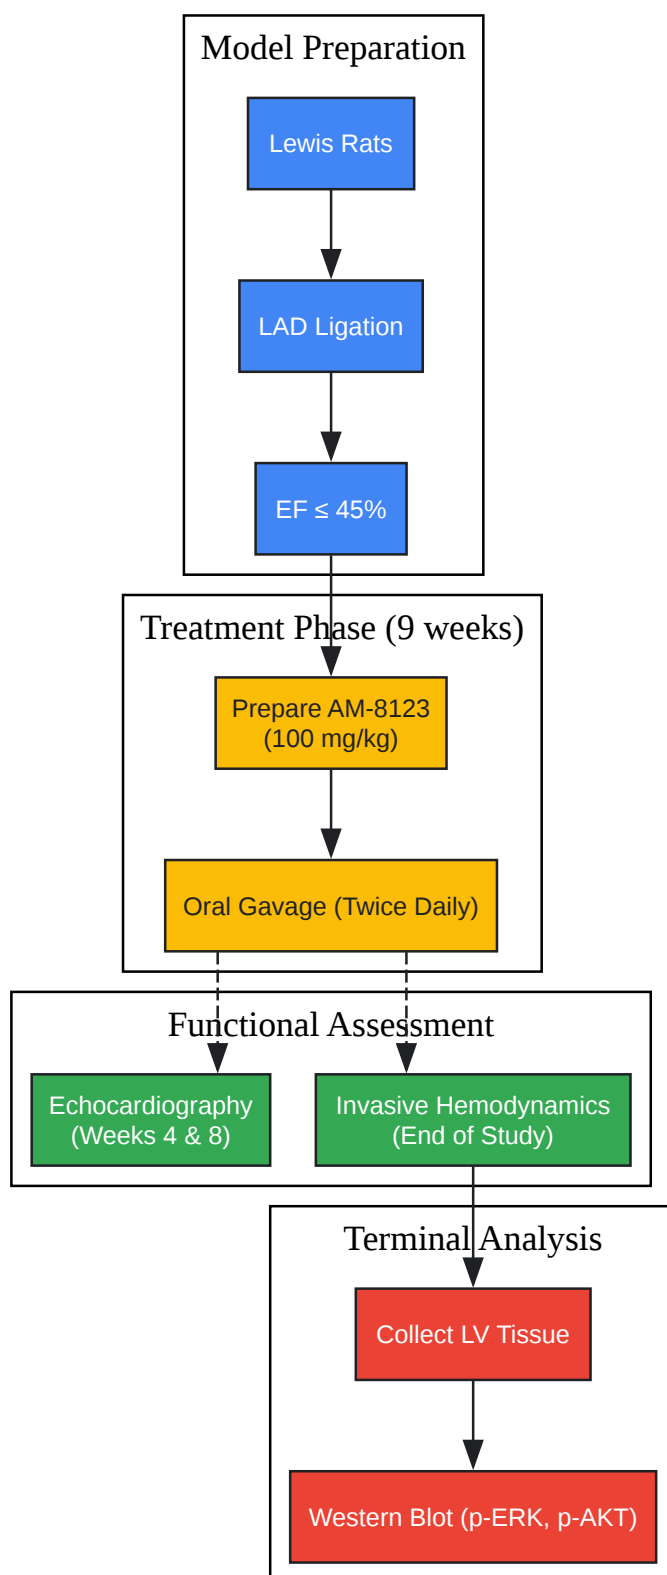 Model Preparation
Lewis Rats
LAD Ligation
EF ≤ 45%
Treatment Phase (9 weeks)
Prepare AM-8123
(100 mg/kg)
Oral Gavage (Twice Daily)
Functional Assessment
Echocardiography
(Weeks 4 & 8)
Invasive Hemodynamics
(End of Study)
Terminal Analysis
Collect LV Tissue
Western Blot (p-ERK, p-AKT)